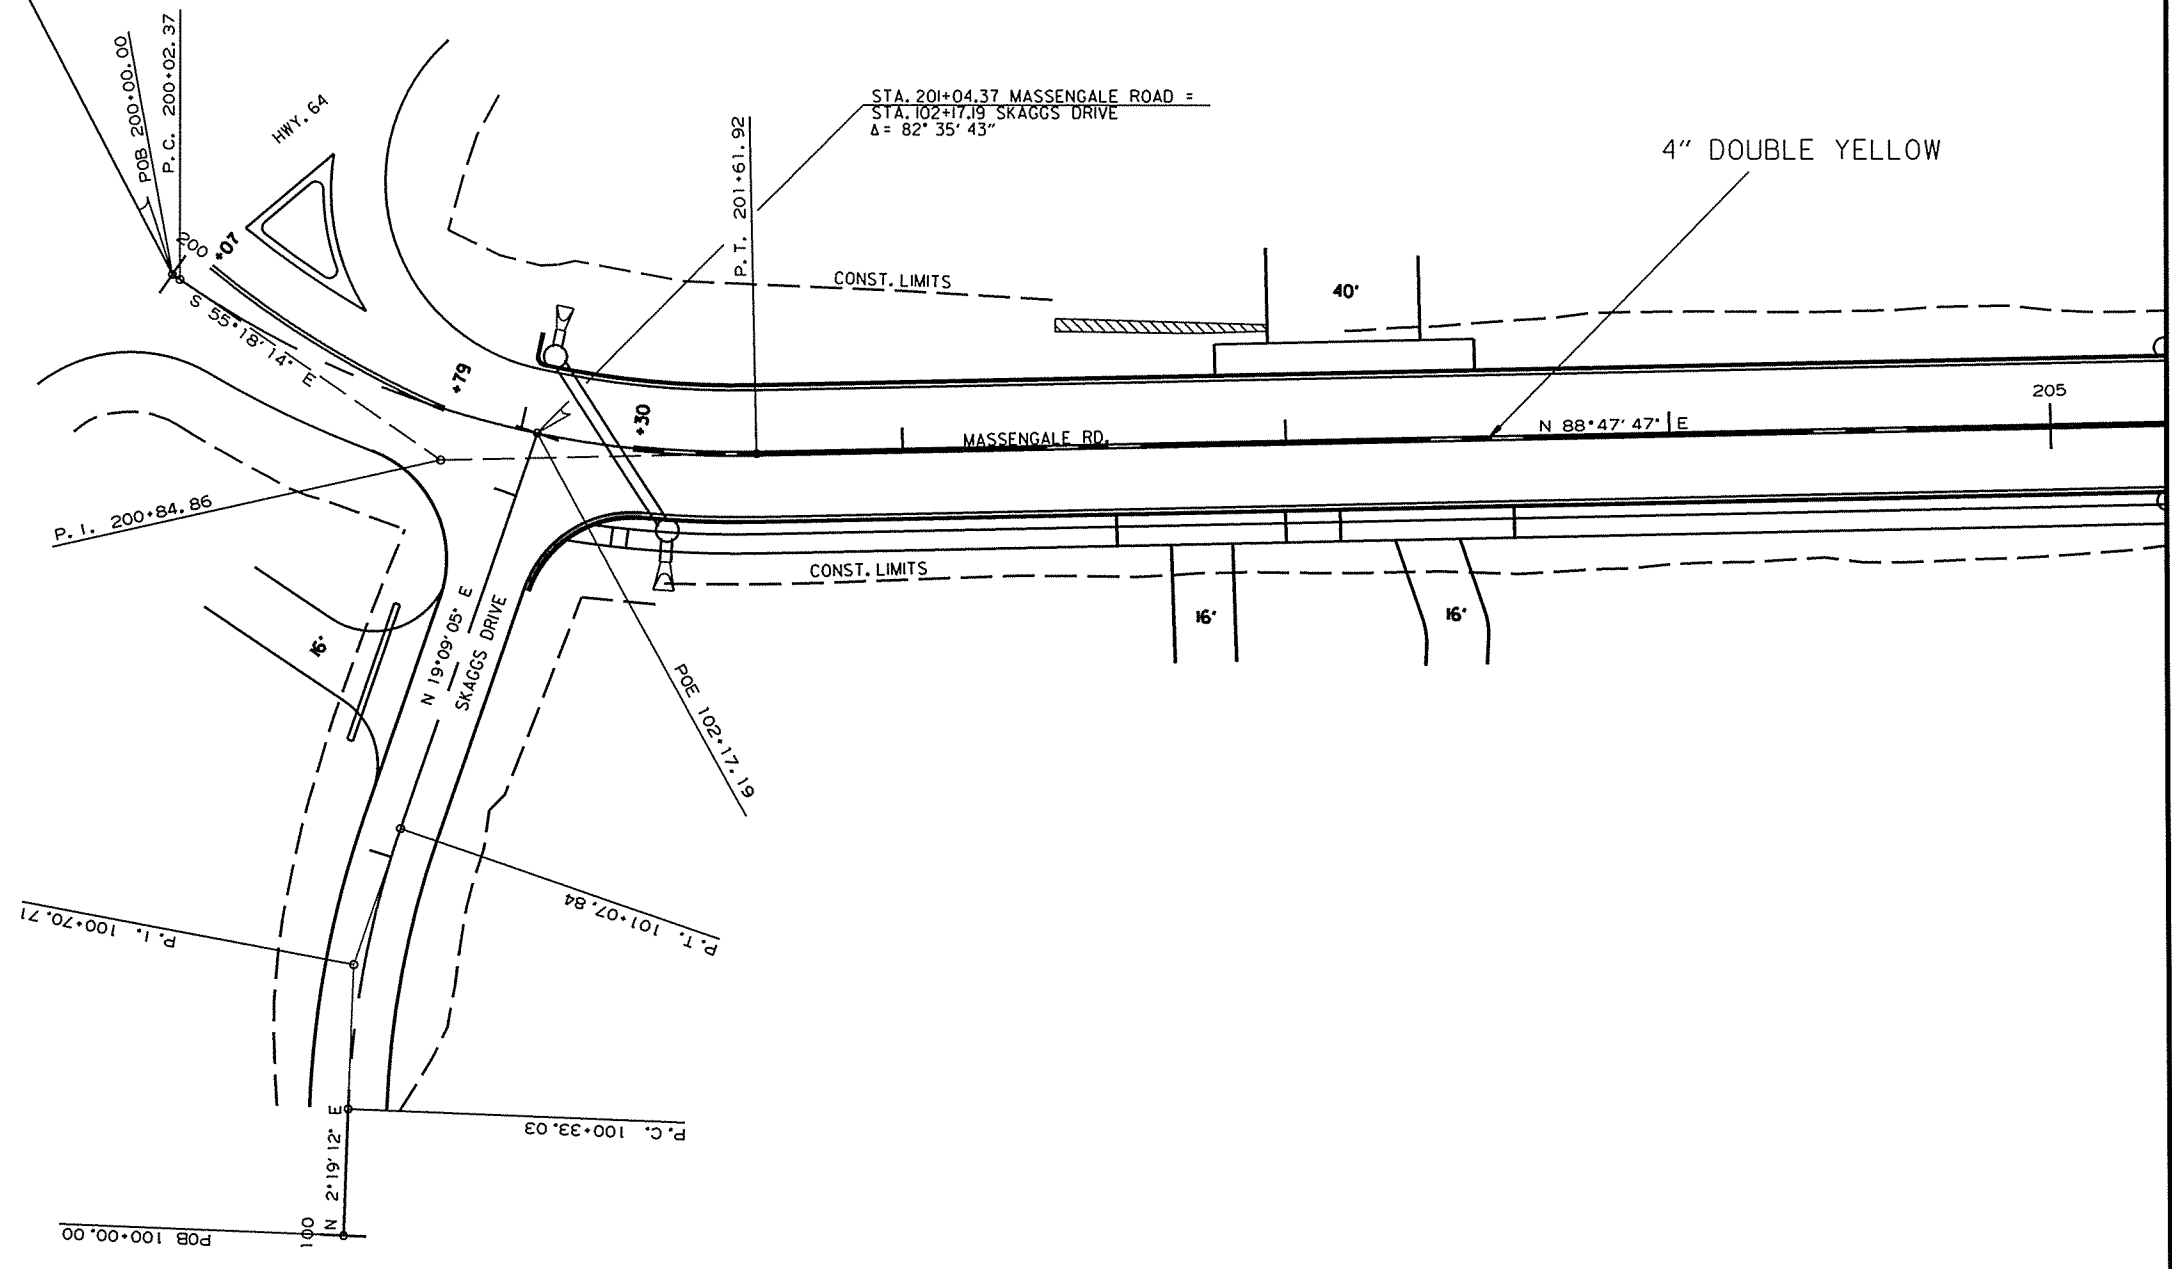 POB 200+00.00
P.C. 200+02.37
HWY. 64
STA. 201+04.37 MASSENGALE ROAD =
STA. 102+17.19 SKAGGS DRIVE
Δ = 82° 35' 43"
P.T. 201+61.92
4" DOUBLE YELLOW
200
+07
S 55°18'14" E
CONST. LIMITS
40'
+79
+30
205
MASSENGALE RD.
N 88°47'47" E
P.I. 200+84.86
CONST. LIMITS
16'
16'
16'
N 19°09'05" E
SKAGGS DRIVE
POE 102+17.19
P.T. 101+07.84
P.I. 100+70.71
P.C. 100+33.03
N 2°19'12" E
100
POB 100+00.00